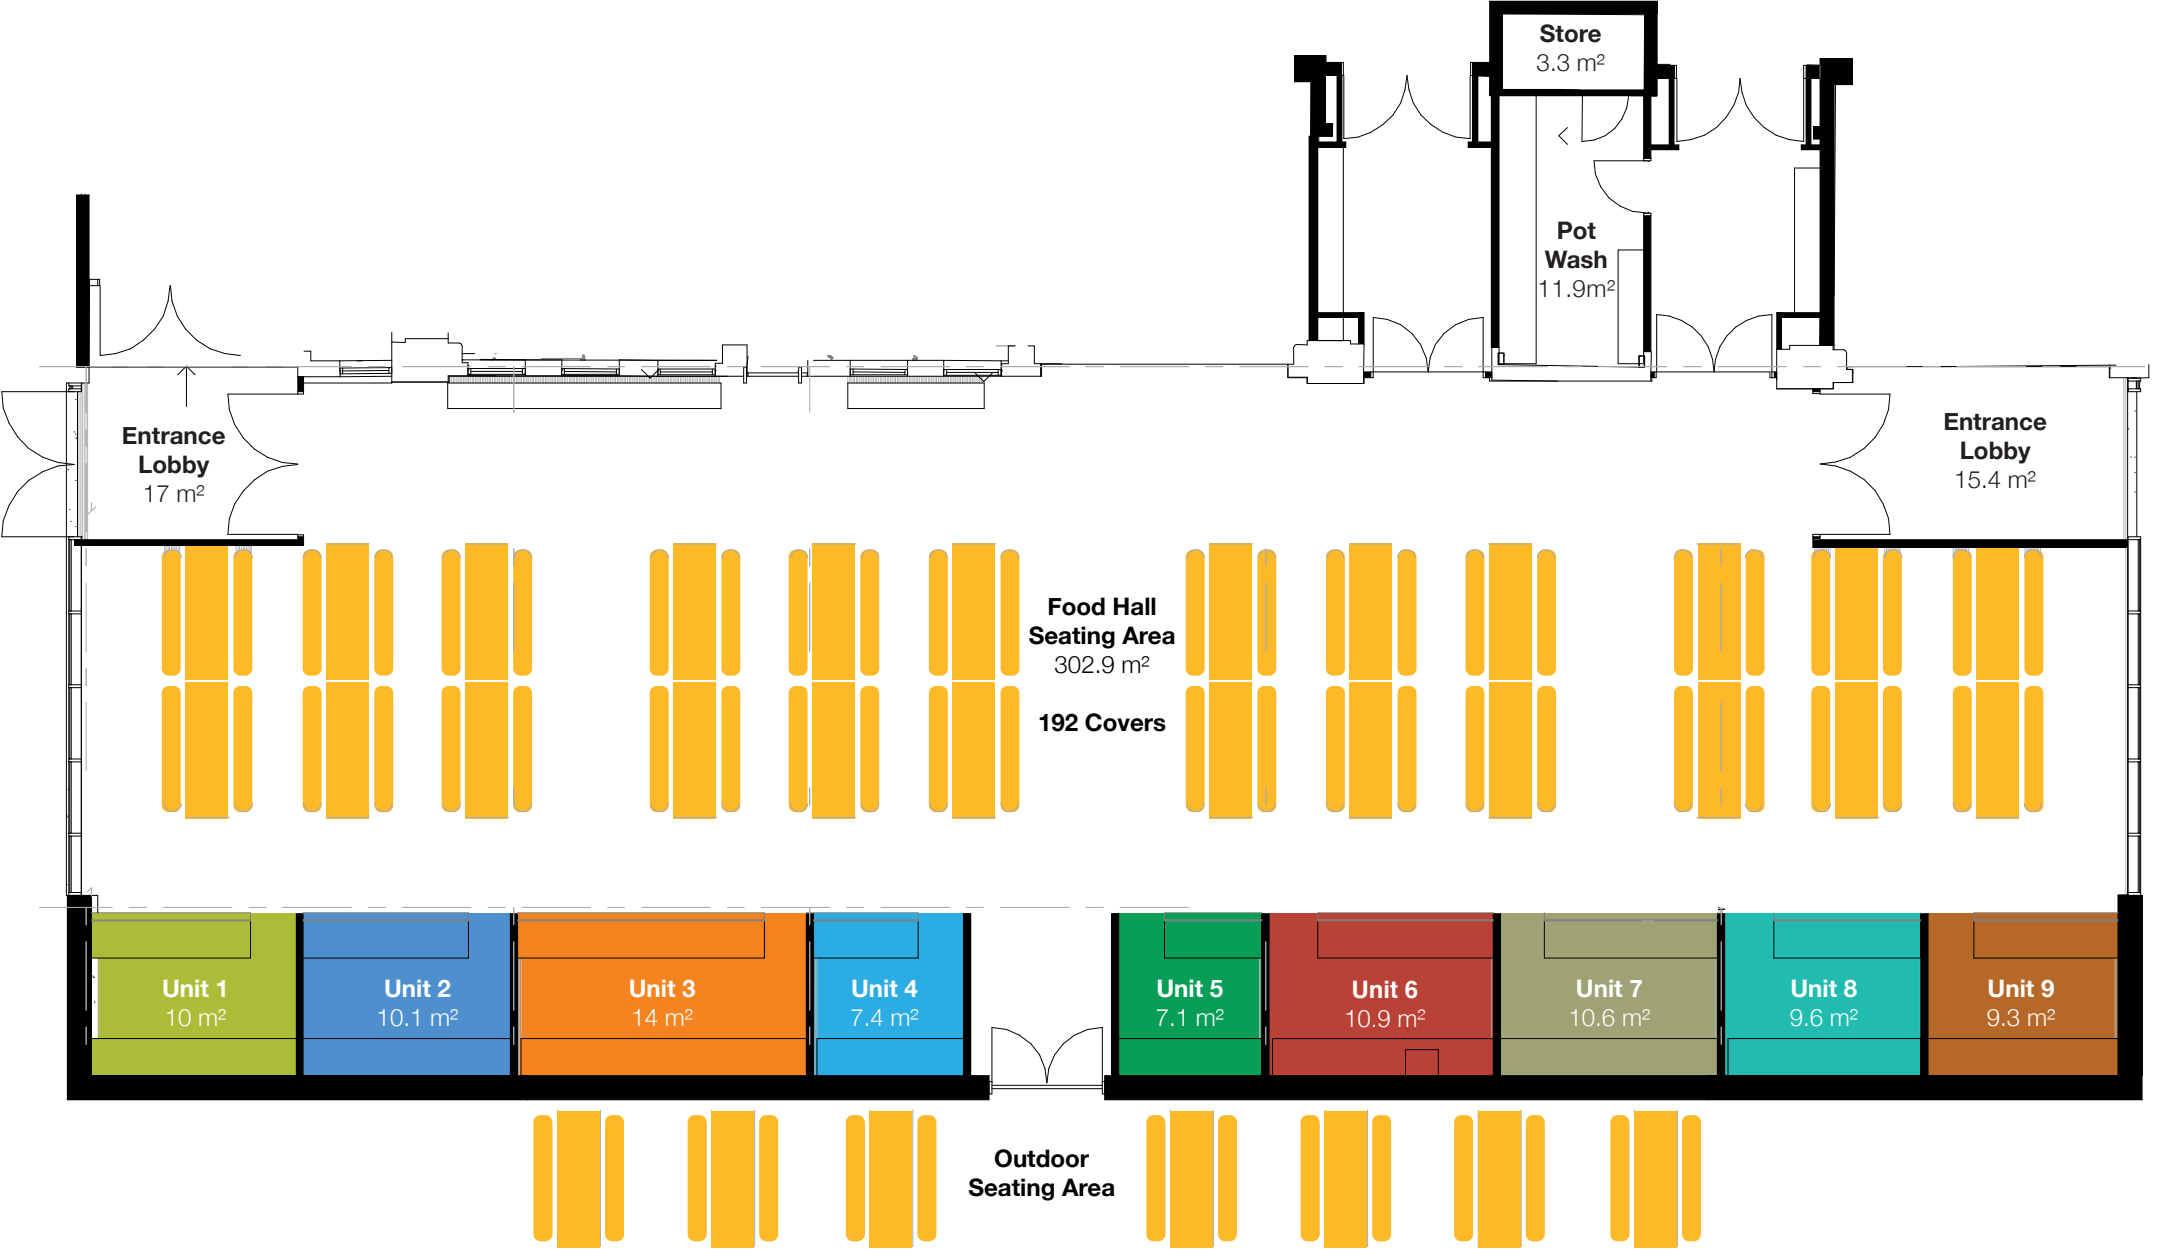 Store
3.3 m²
Pot
Wash
11.9m²
Entrance
Lobby
17 m²
Entrance
Lobby
15.4 m²
Food Hall
Seating Area
302.9 m²
192 Covers
Unit 1
10 m²
Unit 2
10.1 m²
Unit 3
14 m²
Unit 4
7.4 m²
Unit 5
7.1 m²
Unit 6
10.9 m²
Unit 7
10.6 m²
Unit 8
9.6 m²
Unit 9
9.3 m²
Outdoor
Seating Area